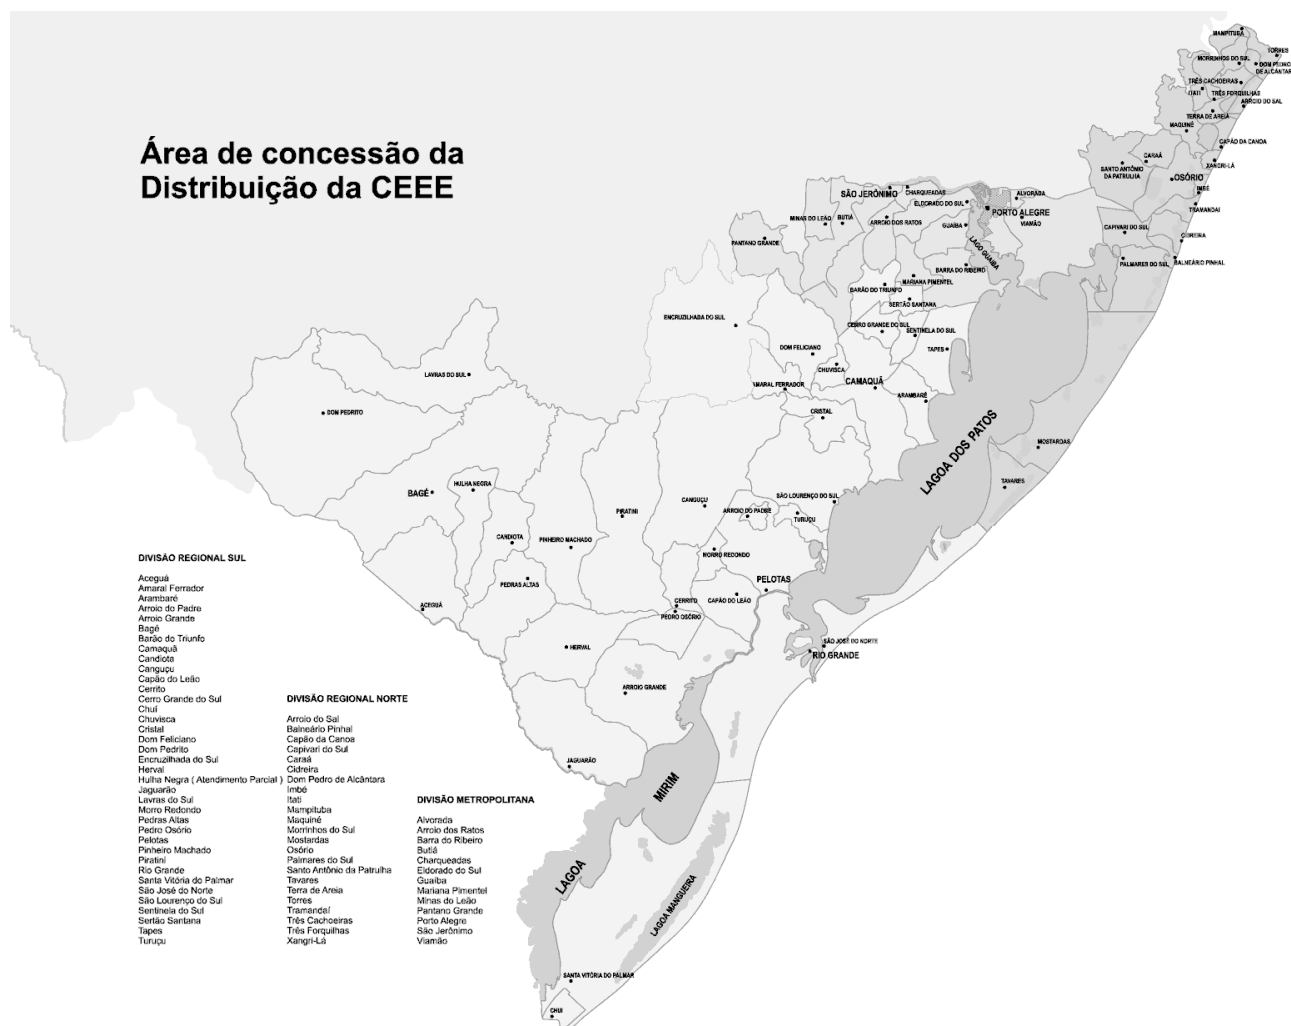 Área de concessão da
Distribuição da CEEE
MAMPITUBA
TORRES
MORRINHOS DO SUL
DOM PEDRO
DE ALCÂNTAR
TRÊS CACHOEIRAS
ITATI
TRÊS FORQUILHAS
ARROIO DO SAL
TERRA DE AREIA
MAQUINÉ
CAPÃO DA CANOA
CARAÁ
XANGRI-LÁ
SANTO ANTÔNIO
DA PATRULHA
OSÓRIO
IMBÉ
TRAMANDAI
SÃO JERÔNIMO
CHARQUEADAS
ALVORADA
ELDORADO DO SUL
PORTO ALEGRE
MINAS DO LEÃO
BUTIÁ
ARROIO DOS RATOS
GUAÍBA
VIAMÃO
CAPIVARI DO SUL
CIDREIRA
PANTANO GRANDE
LAGO GUAIBA
PALMARES DO SUL
BALNEÁRIO PINHAL
BARRA DO RIBEIRO
MARIANA PIMENTEL
BARÃO DO TRIUNFO
SERTÃO SANTANA
ENCRUZILHADA DO SUL
CERRO GRANDE DO SUL
SENTINELA DO SUL
DOM FELICIANO
TAPES
CHUVISCA
LAVRAS DO SUL
AMARAL FERRADOR
CAMAQUÃ
ARAMBARÉ
DOM PEDRITO
CRISTAL
LAGOA DOS PATOS
MOSTARDAS
TAVARES
HULHA NEGRA
BAGÉ
CANGUÇU
SÃO LOURENÇO DO SUL
PIRATINI
ARROIO DO PADRE
TURUÇU
CANDIOTA
PINHEIRO MACHADO
MORRO REDONDO
PEDRAS ALTAS
PELOTAS
CERRITO
CAPÃO DO LEÃO
ACEGUÁ
PEDRO OSÓRIO
HERVAL
SÃO JOSÉ DO NORTE
RIO GRANDE
ARROIO GRANDE
JAGUARÃO
MIRIM
LAGOA
LAGOA MANGUEIRA
SANTA VITÓRIA DO PALMAR
CHUI
DIVISÃO REGIONAL SUL
Aceguá
Amaral Ferrador
Arambaré
Arroio do Padre
Arroio Grande
Bagé
Barão do Triunfo
Camaquã
Candiota
Canguçu
Capão do Leão
Cerrito
Cerro Grande do Sul
Chuí
Chuvisca
Cristal
Dom Feliciano
Dom Pedrito
Encruzilhada do Sul
Herval
Hulha Negra ( Atendimento Parcial )
Jaguarão
Lavras do Sul
Morro Redondo
Pedras Altas
Pedro Osório
Pelotas
Pinheiro Machado
Piratini
Rio Grande
Santa Vitória do Palmar
São José do Norte
São Lourenço do Sul
Sentinela do Sul
Sertão Santana
Tapes
Turuçu
DIVISÃO REGIONAL NORTE
Arroio do Sal
Balneário Pinhal
Capão da Canoa
Capivari do Sul
Caraá
Cidreira
Dom Pedro de Alcântara
Imbé
Itati
Mampituba
Maquiné
Morrinhos do Sul
Mostardas
Osório
Palmares do Sul
Santo Antônio da Patrulha
Tavares
Terra de Areia
Torres
Tramandaí
Três Cachoeiras
Três Forquilhas
Xangri-Lá
DIVISÃO METROPOLITANA
Alvorada
Arroio dos Ratos
Barra do Ribeiro
Butiá
Charqueadas
Eldorado do Sul
Guaíba
Mariana Pimentel
Minas do Leão
Pantano Grande
Porto Alegre
São Jerônimo
Viamão